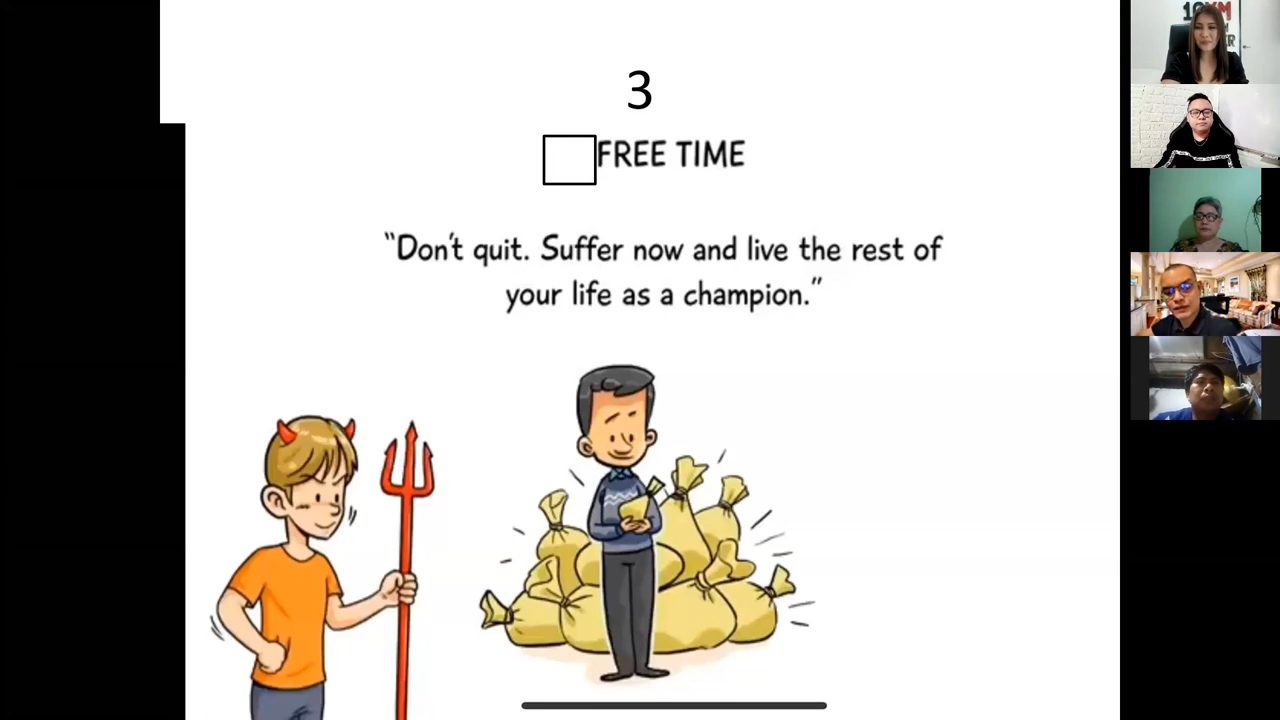 3
FREE TIME
“Don't quit. Suffer now and live the rest of
your life as a champion.”